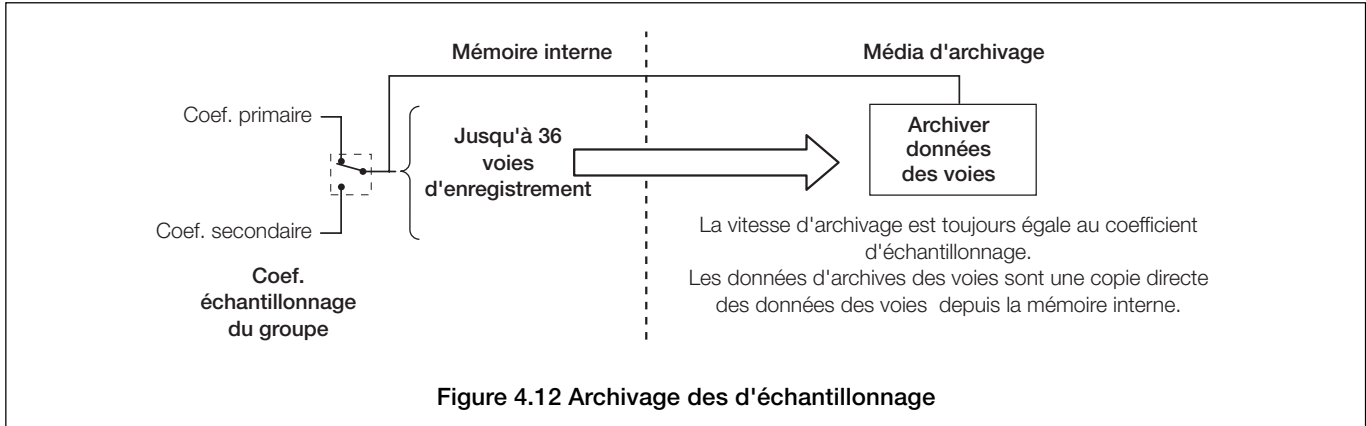 Mémoire interne
Média d'archivage
Coef. primaire
Jusqu'à 36
voies
d'enregistrement
Archiver
données
des voies
Coef. secondaire
Coef.
échantillonnage
du groupe
La vitesse d'archivage est toujours égale au coefficient
d'échantillonnage.
Les données d'archives des voies sont une copie directe
des données des voies depuis la mémoire interne.
Figure 4.12 Archivage des d'échantillonnage